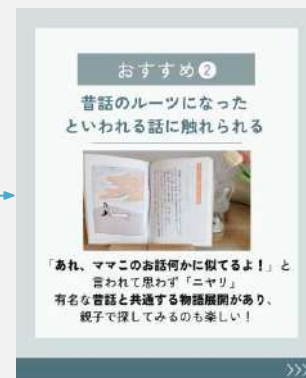 おすすめ❷
昔話のルーツになった
といわれる話に触れられる
「あれ、ママこのお話何かに似てるよ！」と
言われて思わず「ニヤリ」
有名な昔話と共通する物語展開があり、
親子で探してみるのも楽しい！
>>>